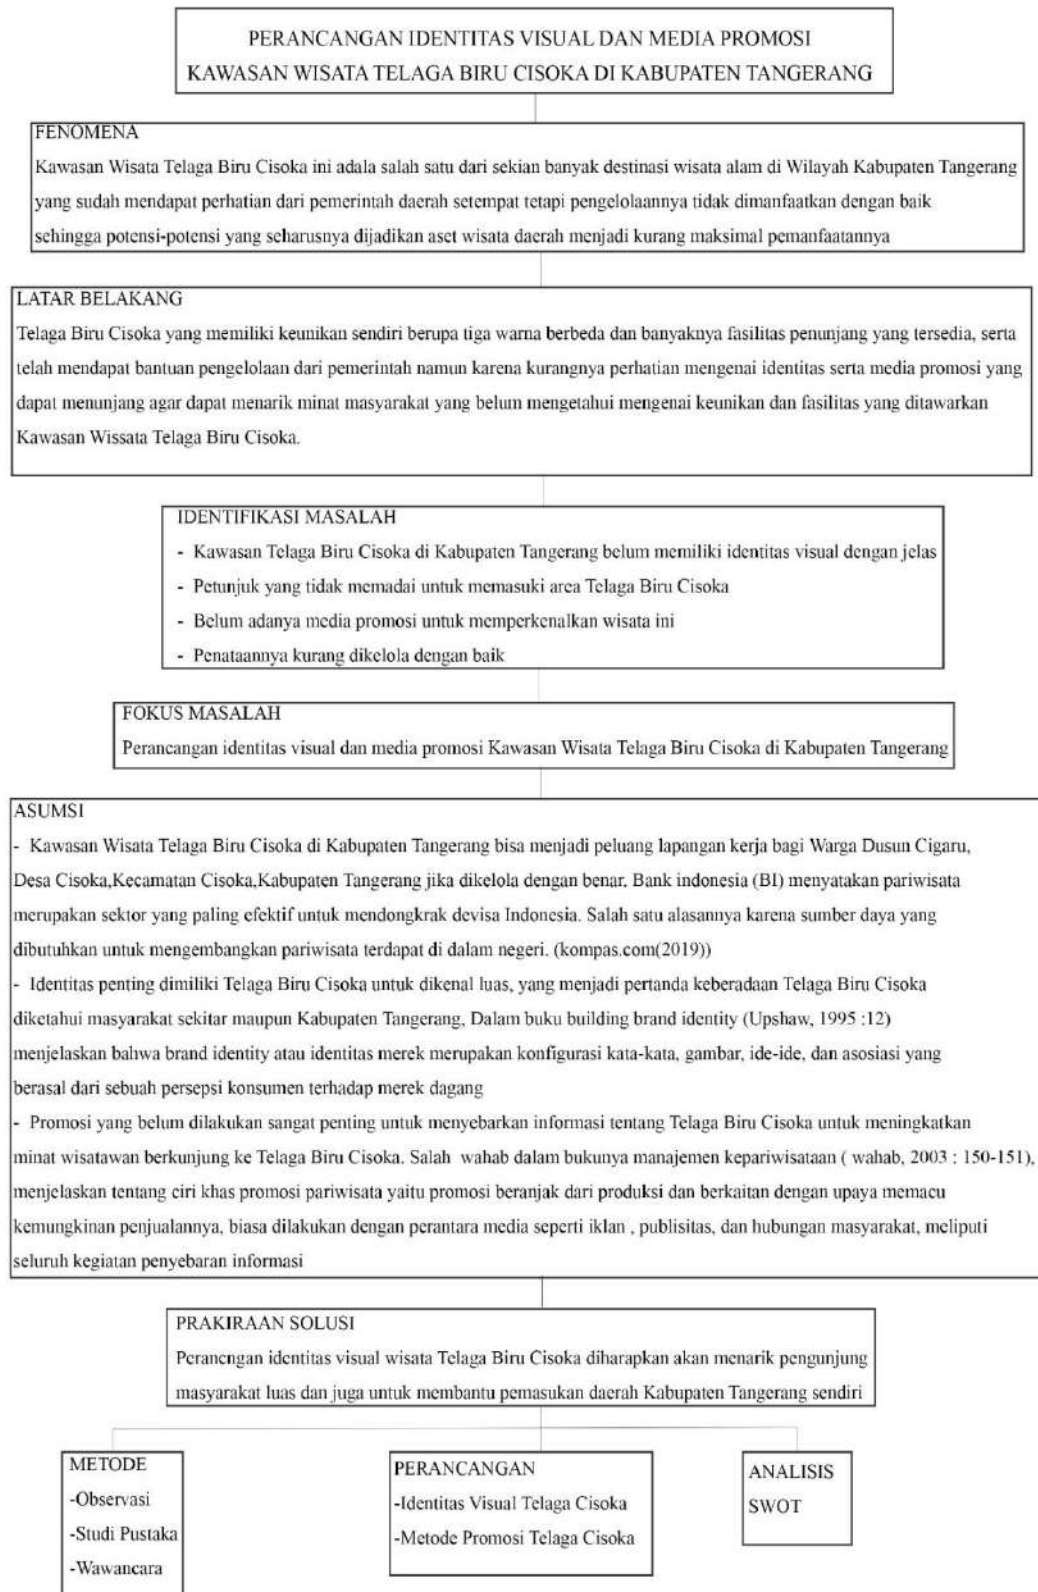 PERANCANGAN IDENTITAS VISUAL DAN MEDIA PROMOSI
KAWASAN WISATA TELAGA BIRU CISOKA DI KABUPATEN TANGERANG
FENOMENA
Kawasan Wisata Telaga Biru Cisoka ini adala salah satu dari sekian banyak destinasi wisata alam di Wilayah Kabupaten Tangerang
yang sudah mendapat perhatian dari pemerintah daerah setempat tetapi pengelolaannya tidak dimanfaatkan dengan baik
sehingga potensi-potensi yang seharusnya dijadikan aset wisata daerah menjadi kurang maksimal pemanfaatannya
LATAR BELAKANG
Telaga Biru Cisoka yang memiliki keunikan sendiri berupa tiga warna berbeda dan banyaknya fasilitas penunjang yang tersedia, serta
telah mendapat bantuan pengelolaan dari pemerintah namun karena kurangnya perhatian mengenai identitas serta media promosi yang
dapat menunjang agar dapat menarik minat masyarakat yang belum mengetahui mengenai keunikan dan fasilitas yang ditawarkan
Kawasan Wissata Telaga Biru Cisoka.
IDENTIFIKASI MASALAH
- Kawasan Telaga Biru Cisoka di Kabupaten Tangerang belum memiliki identitas visual dengan jelas
- Petunjuk yang tidak memadai untuk memasuki area Telaga Biru Cisoka
- Belum adanya media promosi untuk memperkenalkan wisata ini
- Penataannya kurang dikelola dengan baik
FOKUS MASALAH
Perancangan identitas visual dan media promosi Kawasan Wisata Telaga Biru Cisoka di Kabupaten Tangerang
ASUMSI
- Kawasan Wisata Telaga Biru Cisoka di Kabupaten Tangerang bisa menjadi peluang lapangan kerja bagi Warga Dusun Cigaru,
Desa Cisoka,Kecamatan Cisoka,Kabupaten Tangerang jika dikelola dengan benar. Bank indonesia (BI) menyatakan pariwisata
merupakan sektor yang paling efektif untuk mendongkrak devisa Indonesia. Salah satu alasannya karena sumber daya yang
dibutuhkan untuk mengembangkan pariwisata terdapat di dalam negeri. (kompas.com(2019))
- Identitas penting dimiliki Telaga Biru Cisoka untuk dikenal luas, yang menjadi pertanda keberadaan Telaga Biru Cisoka
diketahui masyarakat sekitar maupun Kabupaten Tangerang, Dalam buku building brand identity (Upshaw, 1995 :12)
menjelaskan bahwa brand identity atau identitas merek merupakan konfigurasi kata-kata, gambar, ide-ide, dan asosiasi yang
berasal dari sebuah persepsi konsumen terhadap merek dagang
- Promosi yang belum dilakukan sangat penting untuk menyebarkan informasi tentang Telaga Biru Cisoka untuk meningkatkan
minat wisatawan berkunjung ke Telaga Biru Cisoka. Salah wahab dalam bukunya manajemen kepariwisataan ( wahab, 2003 : 150-151),
menjelaskan tentang ciri khas promosi pariwisata yaitu promosi beranjak dari produksi dan berkaitan dengan upaya memacu
kemungkinan penjualannya, biasa dilakukan dengan perantara media seperti iklan , publisitas, dan hubungan masyarakat, meliputi
seluruh kegiatan penyebaran informasi
PRAKIRAAN SOLUSI
Perancngan identitas visual wisata Telaga Biru Cisoka diharapkan akan menarik pengunjung
masyarakat luas dan juga untuk membantu pemasukan daerah Kabupaten Tangerang sendiri
METODE
-Observasi
-Studi Pustaka
-Wawancara
PERANCANGAN
-Identitas Visual Telaga Cisoka
-Metode Promosi Telaga Cisoka
ANALISIS
SWOT